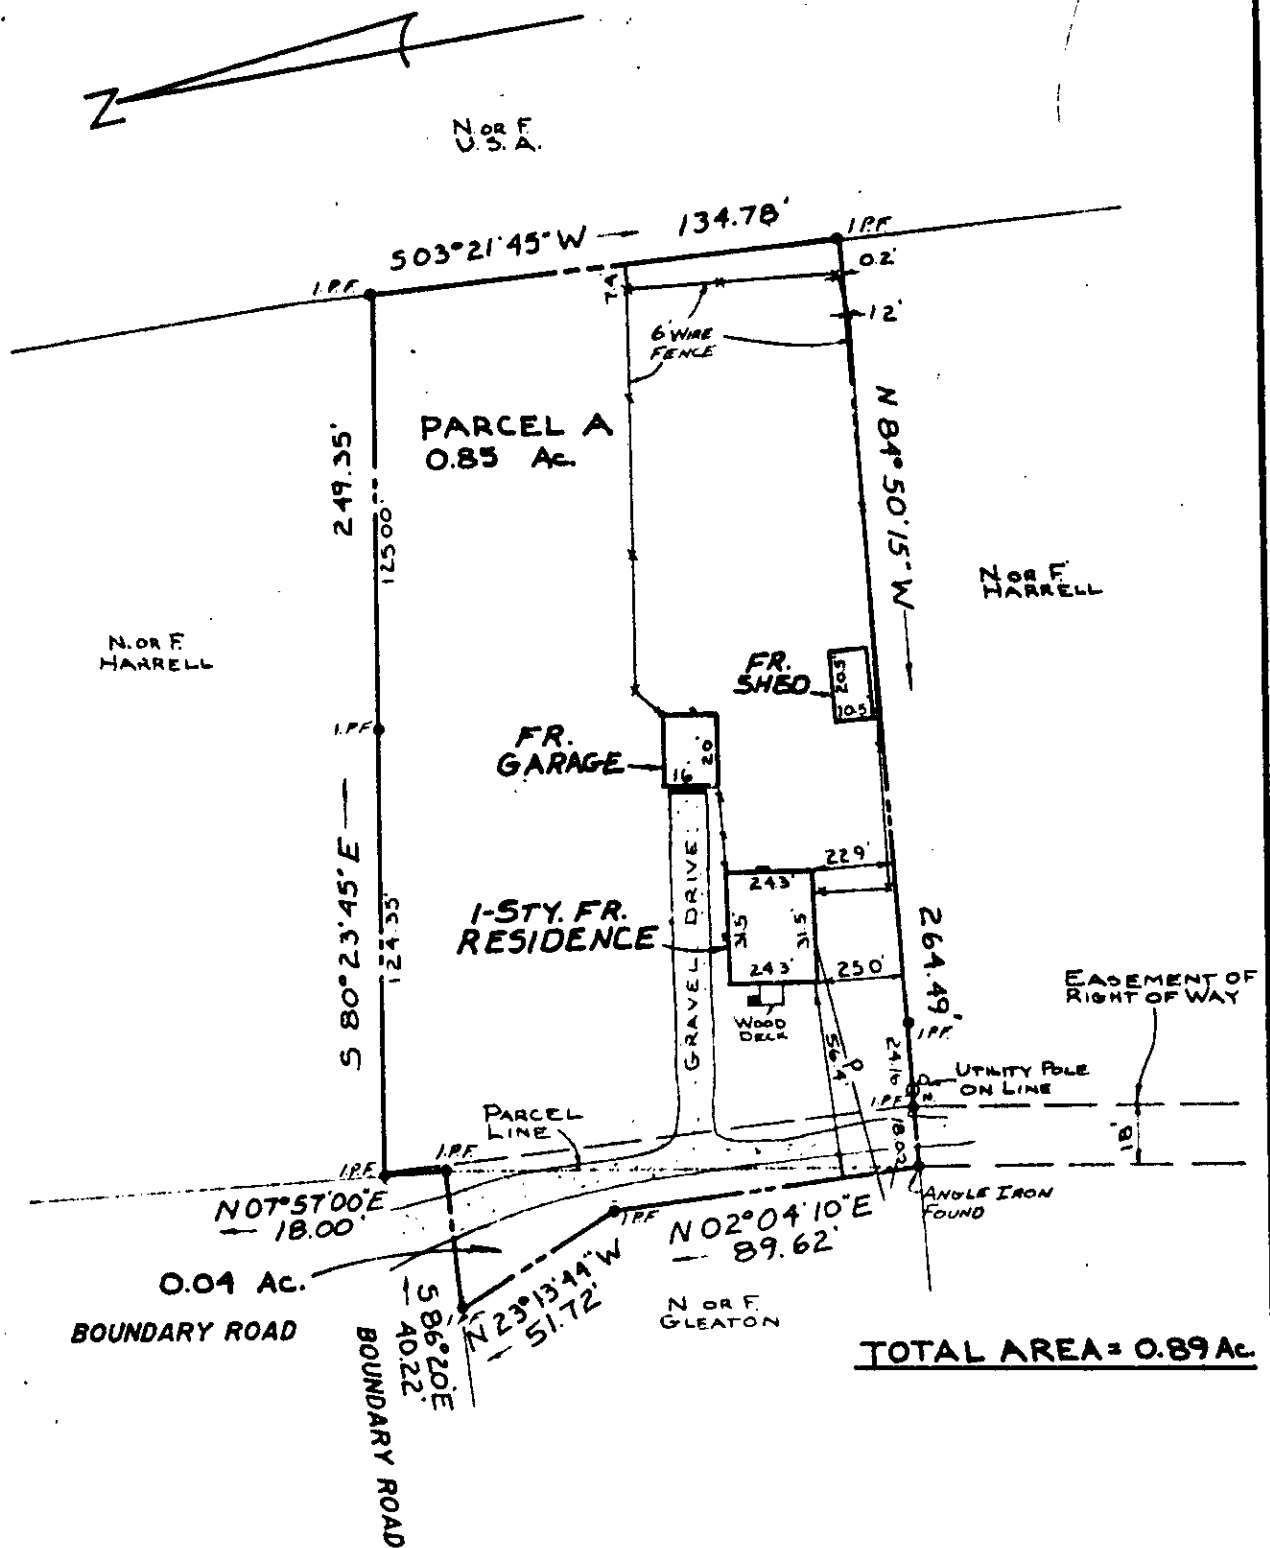 Z
N. OR F.
U.S.A.
S 03° 21' 45" W
134.78'
I.P.F.
I.P.F.
0.2'
7.4
1.2'
6' WIRE
FENCE
PARCEL A
0.85 Ac.
249.35'
125.00'
N 84° 50' 15" W
N. OR F.
HARRELL
N. OR F.
HARRELL
FR.
SHED
20.5'
10.5'
I.P.F.
FR.
GARAGE
20'
16'
S 80° 23' 45" E
124.35'
GRAVEL DRIVE
22.9'
24.3'
1-STY. FR.
RESIDENCE
31.5'
31.5'
24.3'
25.0'
264.49'
EASEMENT OF
RIGHT OF WAY
WOOD
DECK
56.4'
I.P.F.
24.16
UTILITY POLE
ON LINE
PARCEL
LINE
I.P.F.
18.02'
18'
I.P.F.
I.P.F.
ANGLE IRON
FOUND
N 07° 57' 00" E
18.00'
I.P.F.
N 02° 04' 10" E
89.62'
0.04 Ac.
BOUNDARY ROAD
S 86° 20' E
40.22'
I.P.F.
N 23° 13' 44" W
51.72'
N. OR F.
GLEATON
BOUNDARY ROAD
TOTAL AREA = 0.89 Ac.